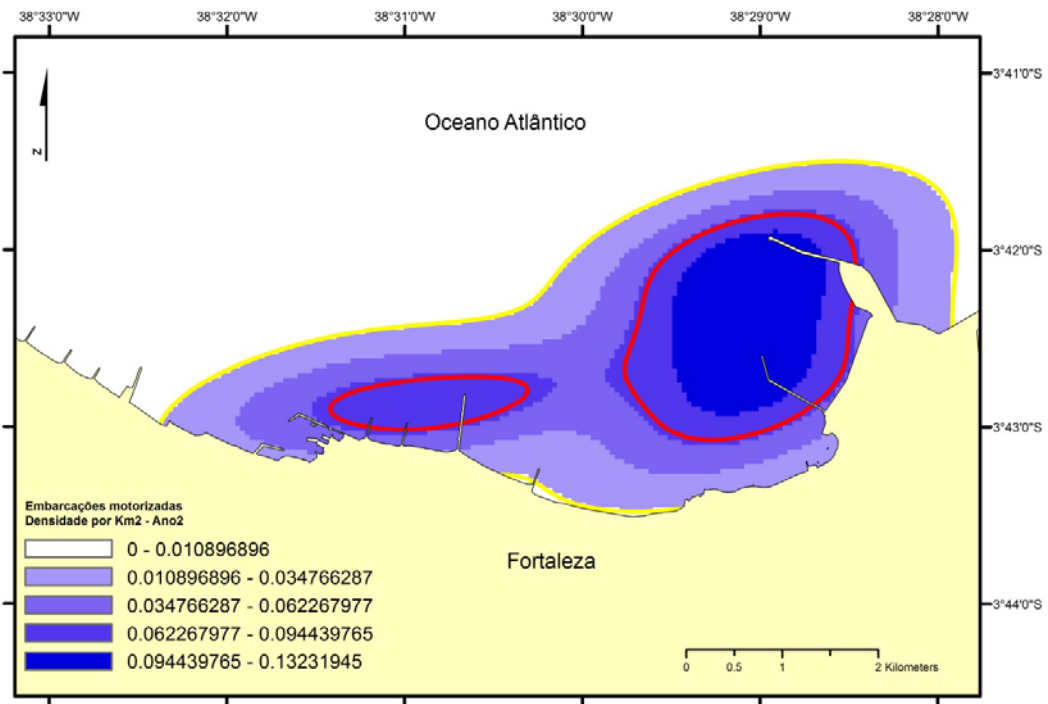 38°33'0"W 38°32'0"W 38°31'0"W 38°30'0"W 38°29'0"W 38°28'0"W
3°41'0"S
Oceano Atlântico
N
3°42'0"S
3°43'0"S
Embarcações motorizadas
Densidade por Km2 - Ano2
0 - 0.010896896
0.010896896 - 0.034766287
0.034766287 - 0.062267977
0.062267977 - 0.094439765
0.094439765 - 0.13231945
Fortaleza
3°44'0"S
0 0.5 1 2 Kilometers